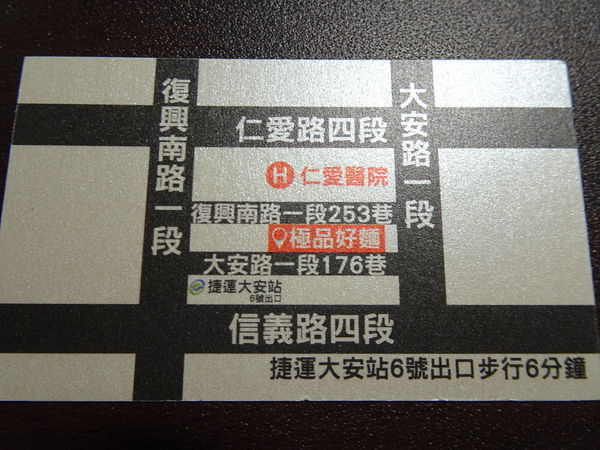 復興南路一段
大安路一段
仁愛路四段
H 仁愛醫院
復興南路一段253巷
極品好麵
大安路一段176巷
捷運大安站
6號出口
信義路四段
捷運大安站6號出口步行6分鐘